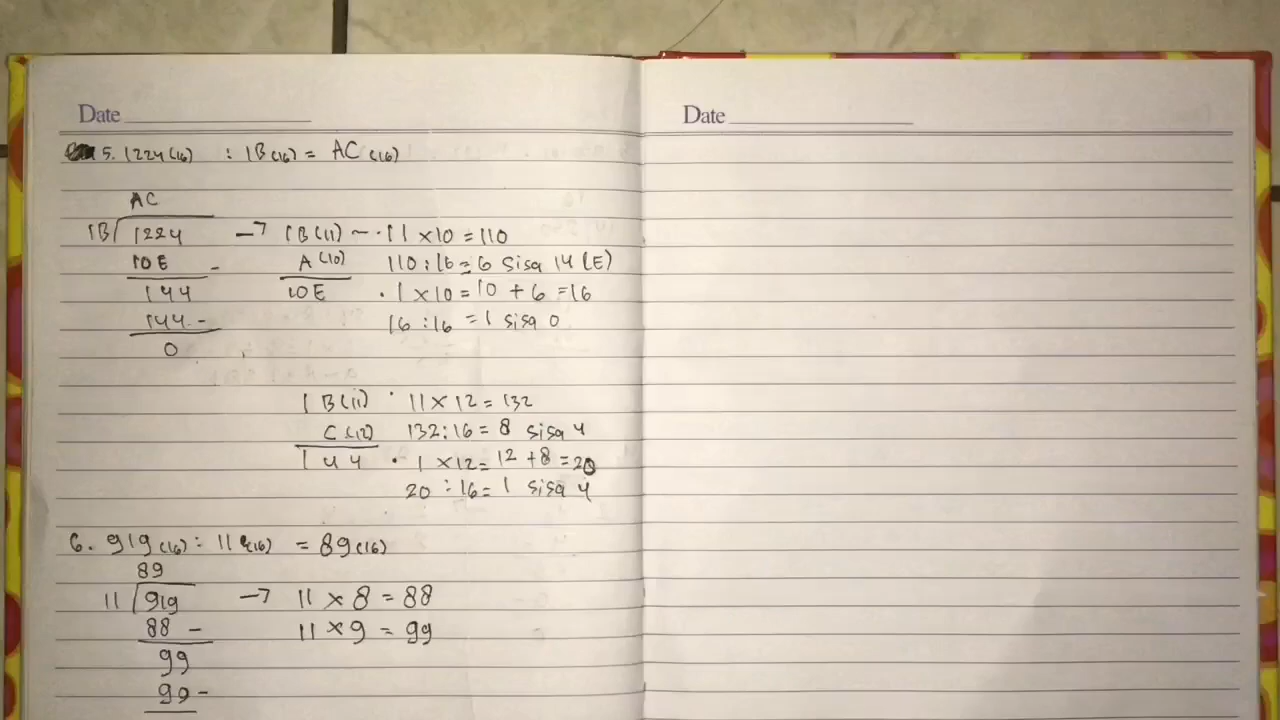 Date
Date
5. 1224(16) : 1B(16) = AC(16)
AC
1B 1224 → 1B(11) ~ · 11 x 10 = 110
10E - A(10) 110 : 16 = 6 sisa 14 (E)
144 10E · 1 x 10 = 10 + 6 = 16
144 - 16 : 16 = 1 sisa 0
0
1B(11) · 11 x 12 = 132
C(12) 132 : 16 = 8 sisa 4
144 · 1 x 12 = 12 + 8 = 20
20 : 16 = 1 sisa 4
6. 919(16) : 11(16) = 89(16)
89
11 919 → 11 x 8 = 88
88 - 11 x 9 = 99
99
99 -